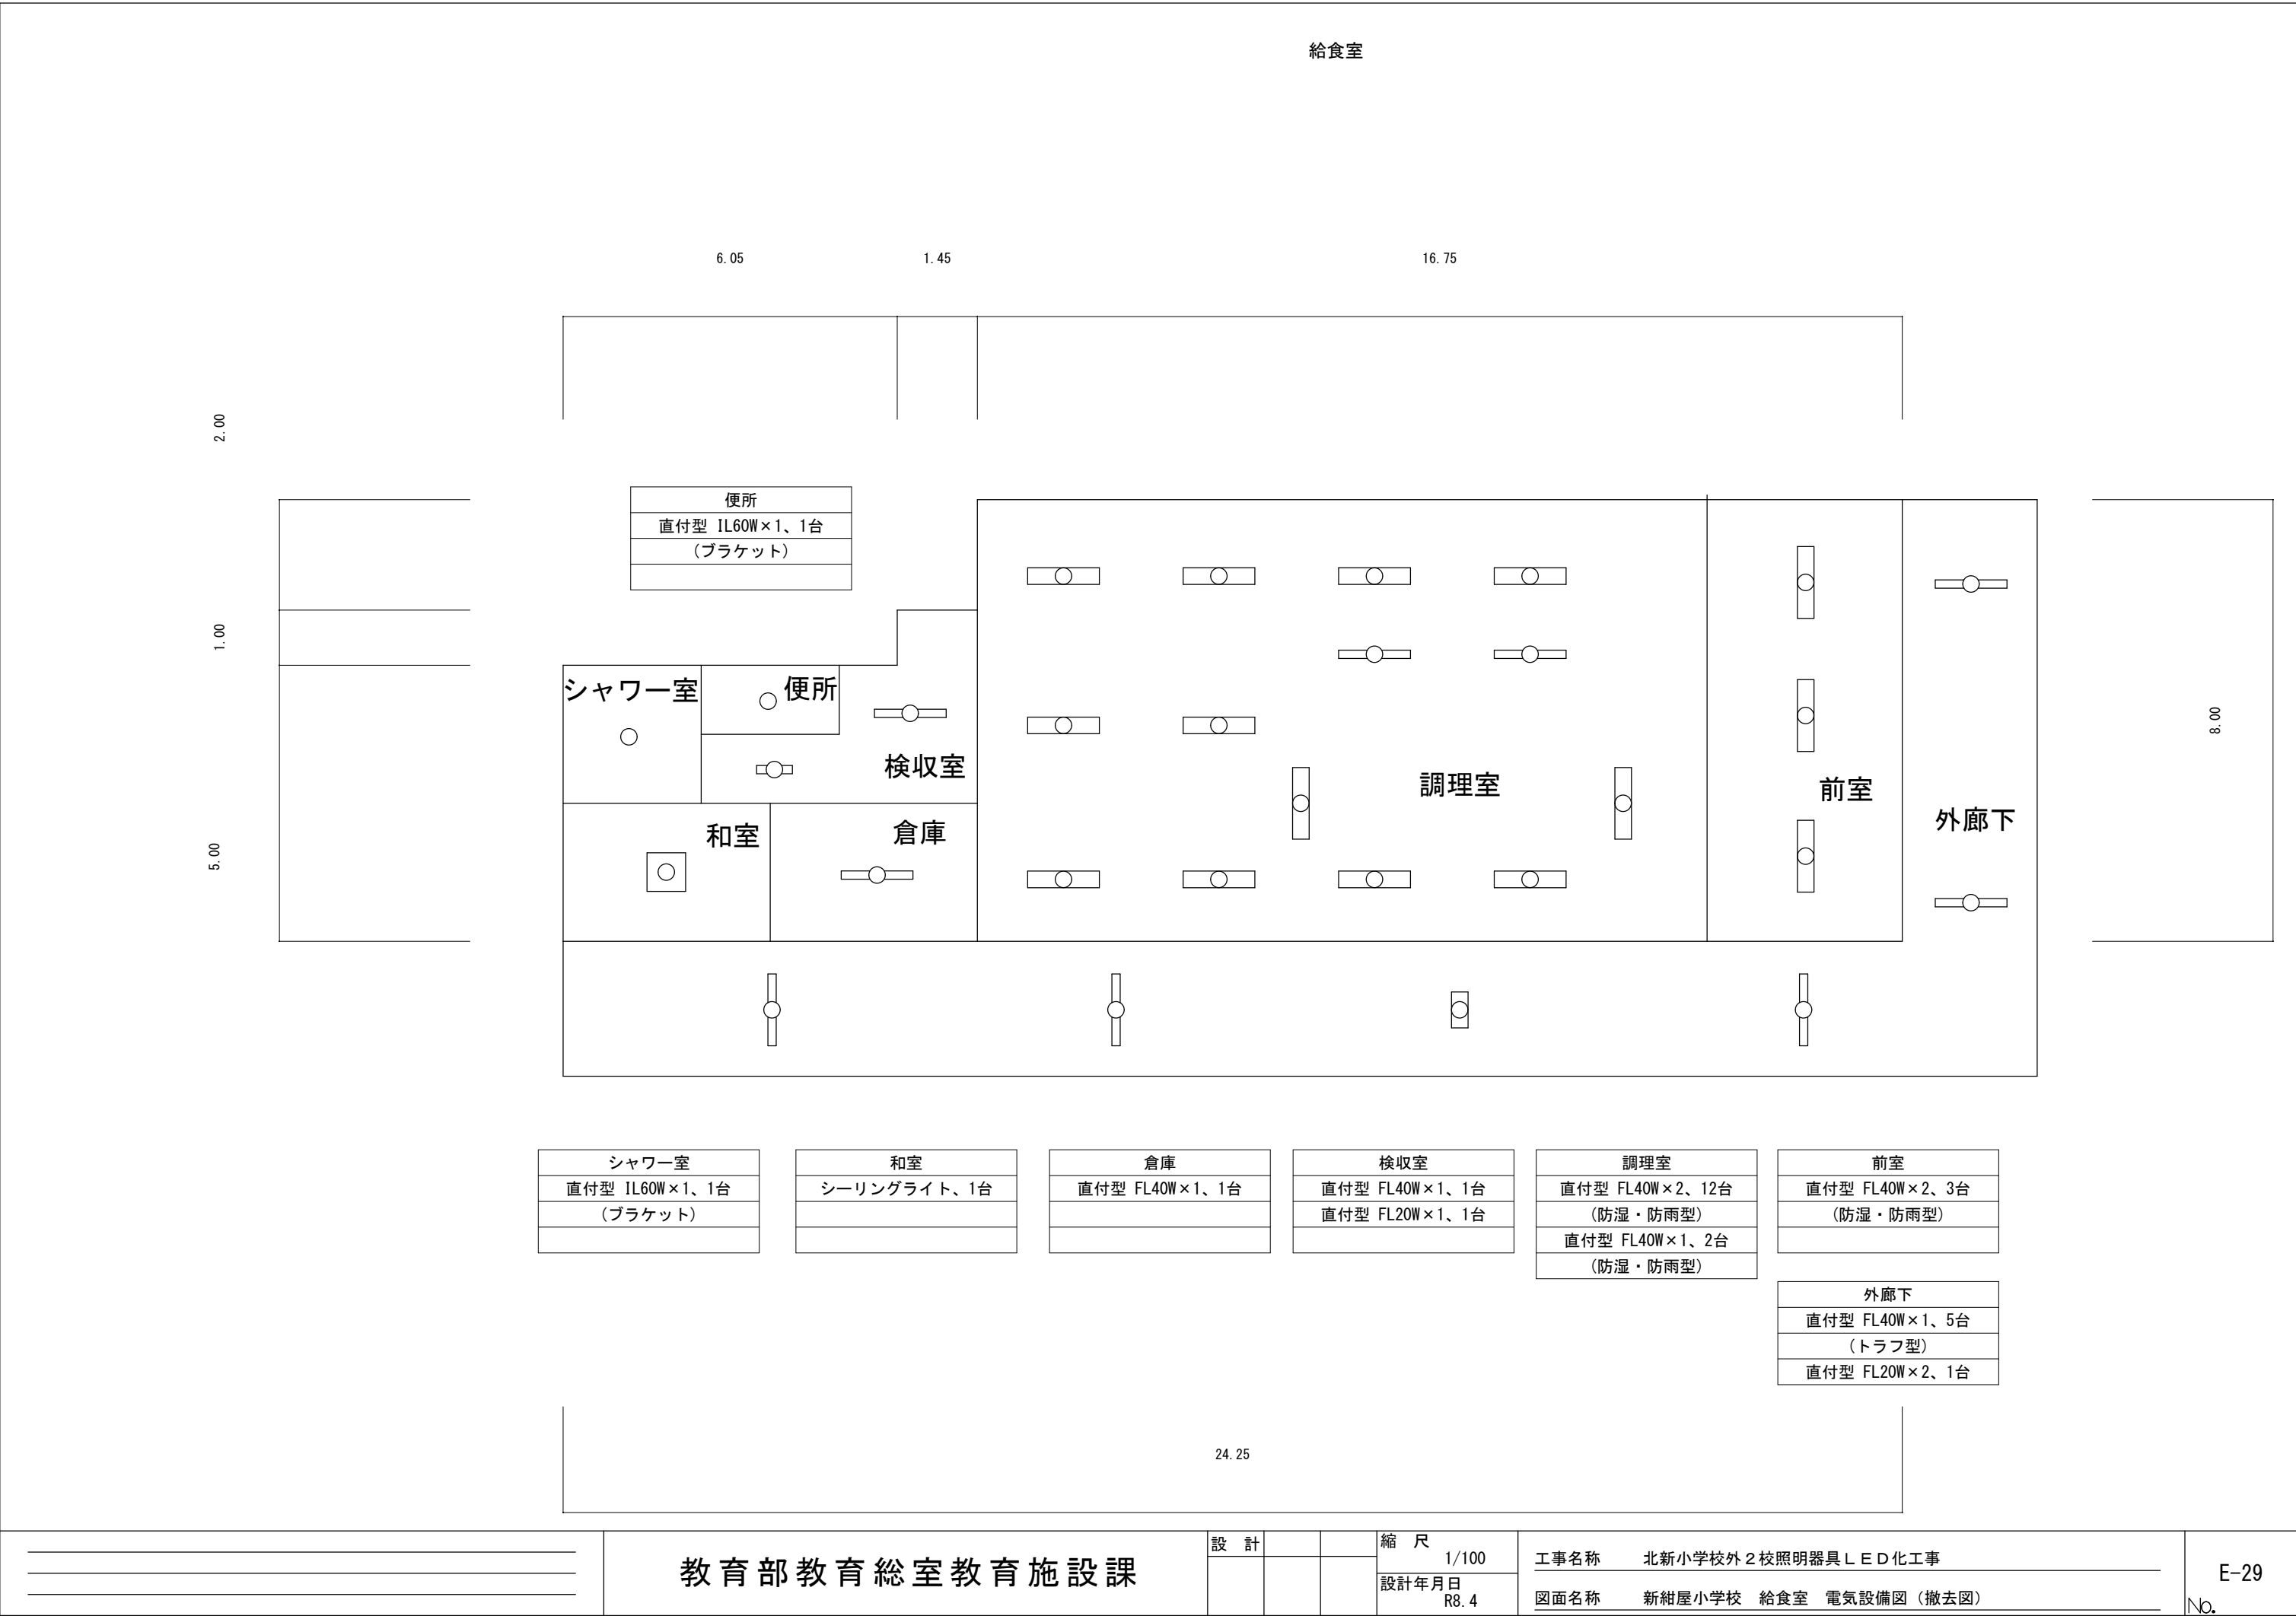 給食室
6.05
1.45
16.75
2.00
1.00
5.00
8.00
便所
直付型 IL60W×1、1台
(ブラケット)
シャワー室
便所
検収室
和室
倉庫
調理室
前室
外廊下
シャワー室
直付型 IL60W×1、1台
(ブラケット)
和室
シーリングライト、1台
倉庫
直付型 FL40W×1、1台
検収室
直付型 FL40W×1、1台
直付型 FL20W×1、1台
調理室
直付型 FL40W×2、12台
(防湿・防雨型)
直付型 FL40W×1、2台
(防湿・防雨型)
前室
直付型 FL40W×2、3台
(防湿・防雨型)
外廊下
直付型 FL40W×1、5台
(トラフ型)
直付型 FL20W×2、1台
24.25
教育部教育総室教育施設課
設 計
縮 尺
1/100
設計年月日
R8.4
工事名称 北新小学校外2校照明器具LED化工事
図面名称 新紺屋小学校 給食室 電気設備図(撤去図)
E-29
No.